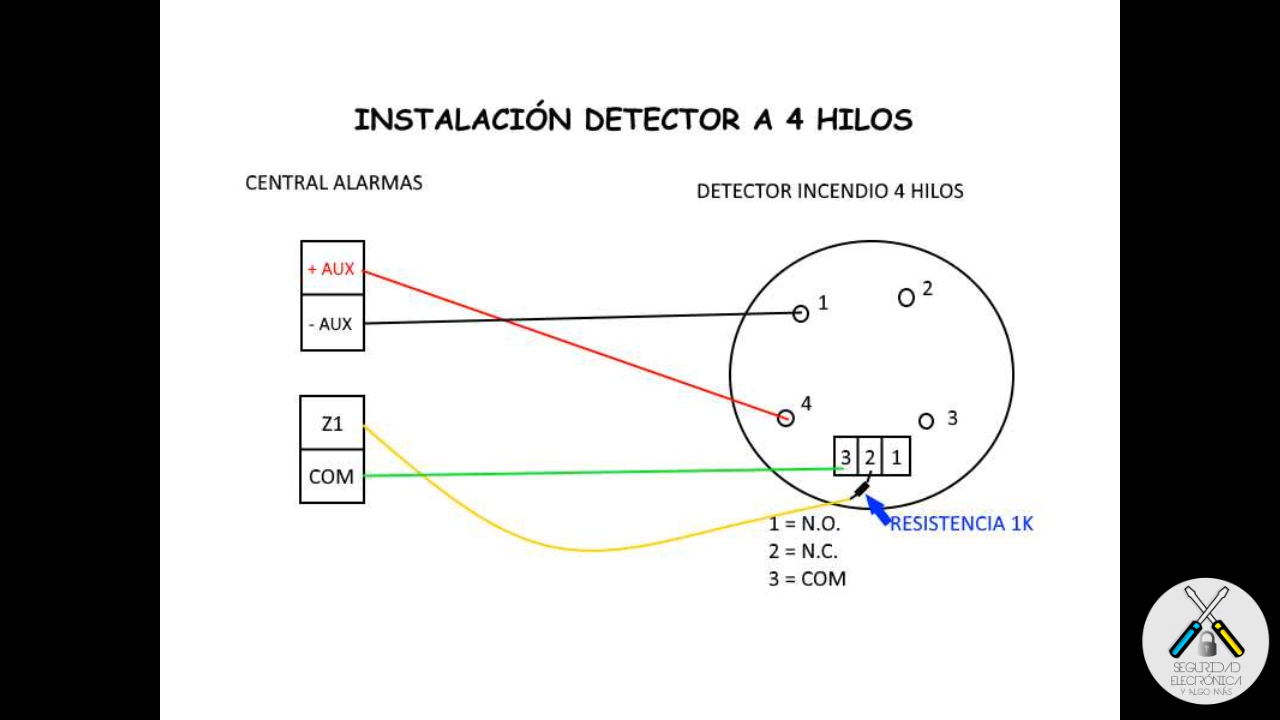 INSTALACIÓN DETECTOR A 4 HILOS
CENTRAL ALARMAS
DETECTOR INCENDIO 4 HILOS
+ AUX
- AUX
1
2
4
3
Z1
COM
3 2 1
RESISTENCIA 1K
1 = N.O.
2 = N.C.
3 = COM
SEGURIDAD
ELECTRÓNICA
Y ALGO MÁS